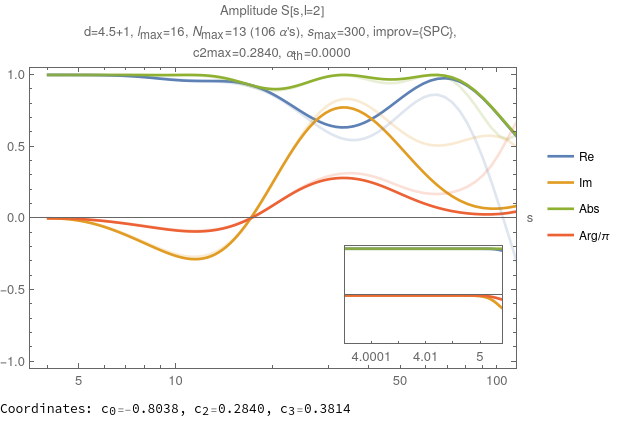 Amplitude S[s,l=2]
d=4.5+1, lmax=16, Nmax=13 (106 α's), smax=300, improv={SPC},
c2max=0.2840, αth=0.0000
1.0
0.5
0.0
-0.5
-1.0
5
10
50
100
s
4.0001
4.01
5
Re
Im
Abs
Arg/π
Coordinates: c0=-0.8038, c2=0.2840, c3=0.3814